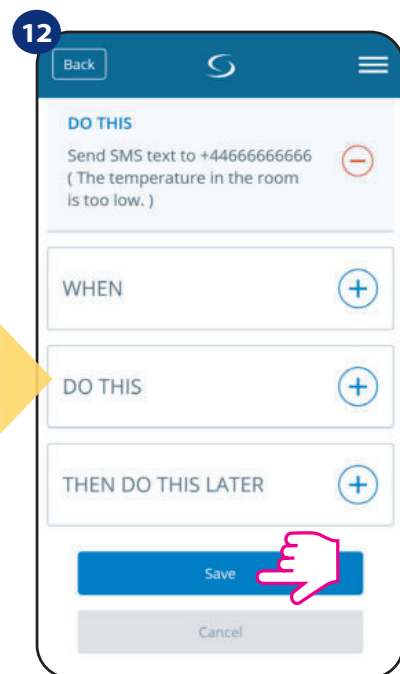 12
Back
DO THIS
Send SMS text to +44666666666
( The temperature in the room
is too low. )
WHEN
DO THIS
THEN DO THIS LATER
Save
Cancel